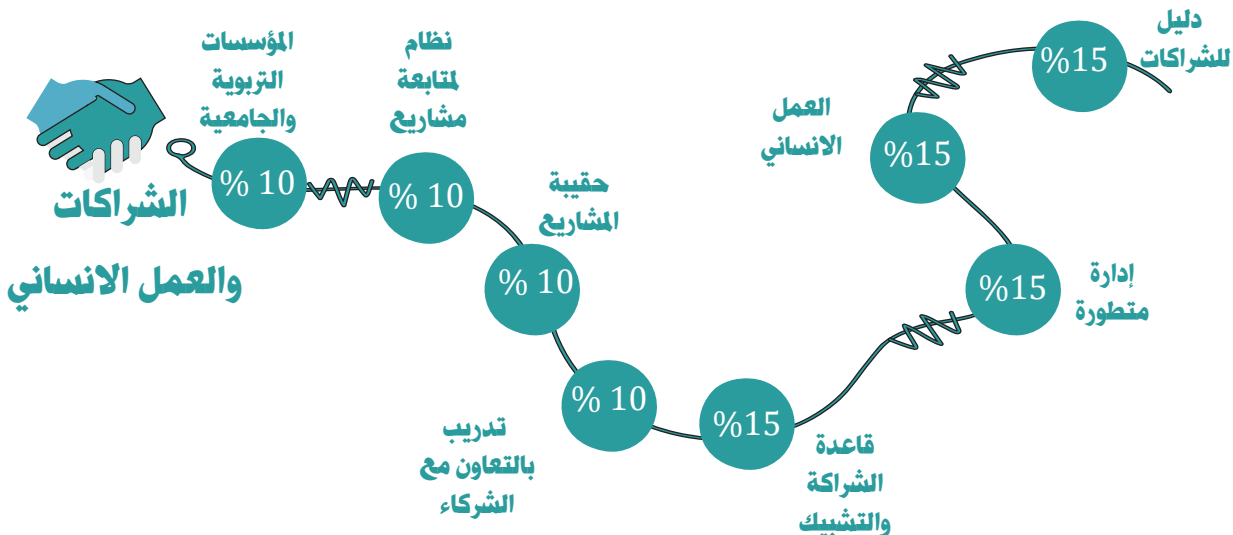 دليل
للشراكات
%15
العمل
الانساني
%15
إدارة
متطورة
%15
قاعدة
الشراكة
والتشبيك
%15
تدريب
بالتعاون مع
الشركاء
% 10
حقيبة
المشاريع
% 10
نظام
لمتابعة
مشاريع
% 10
المؤسسات
التربوية
والجامعية
% 10
الشراكات
والعمل الانساني